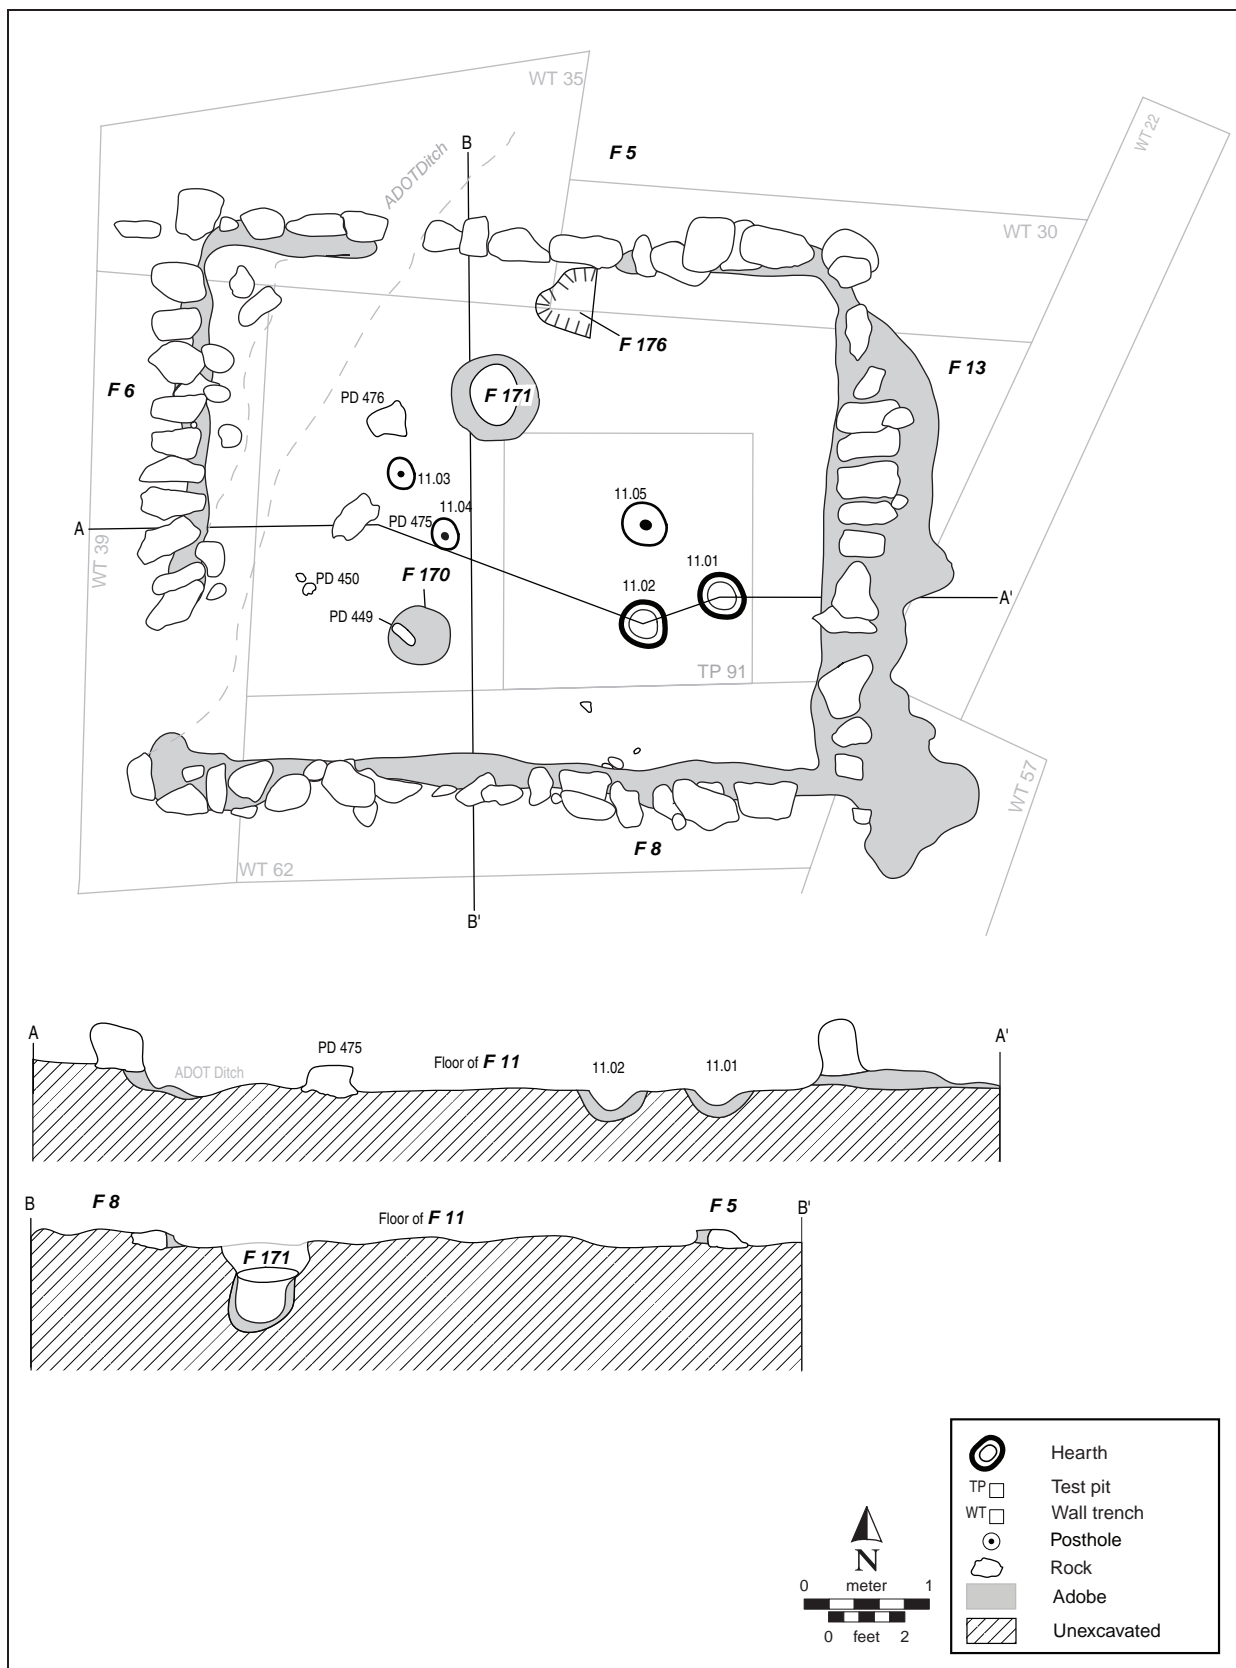 WT 35
WT 22
B
ADOTDitch
F 5
WT 30
F 176
F 13
F 6
PD 476
F 171
11.03
11.04
11.05
PD 475
A
11.01
WT 39
PD 450
F 170
11.02
A'
PD 449
TP 91
WT 57
F 8
WT 62
B'
A
PD 475
Floor of F 11
11.02
11.01
A'
ADOT Ditch
B
F 8
Floor of F 11
F 5
B'
F 171
Hearth
TP Test pit
WT Wall trench
Posthole
Rock
Adobe
Unexcavated
N
0 meter 1
0 feet 2